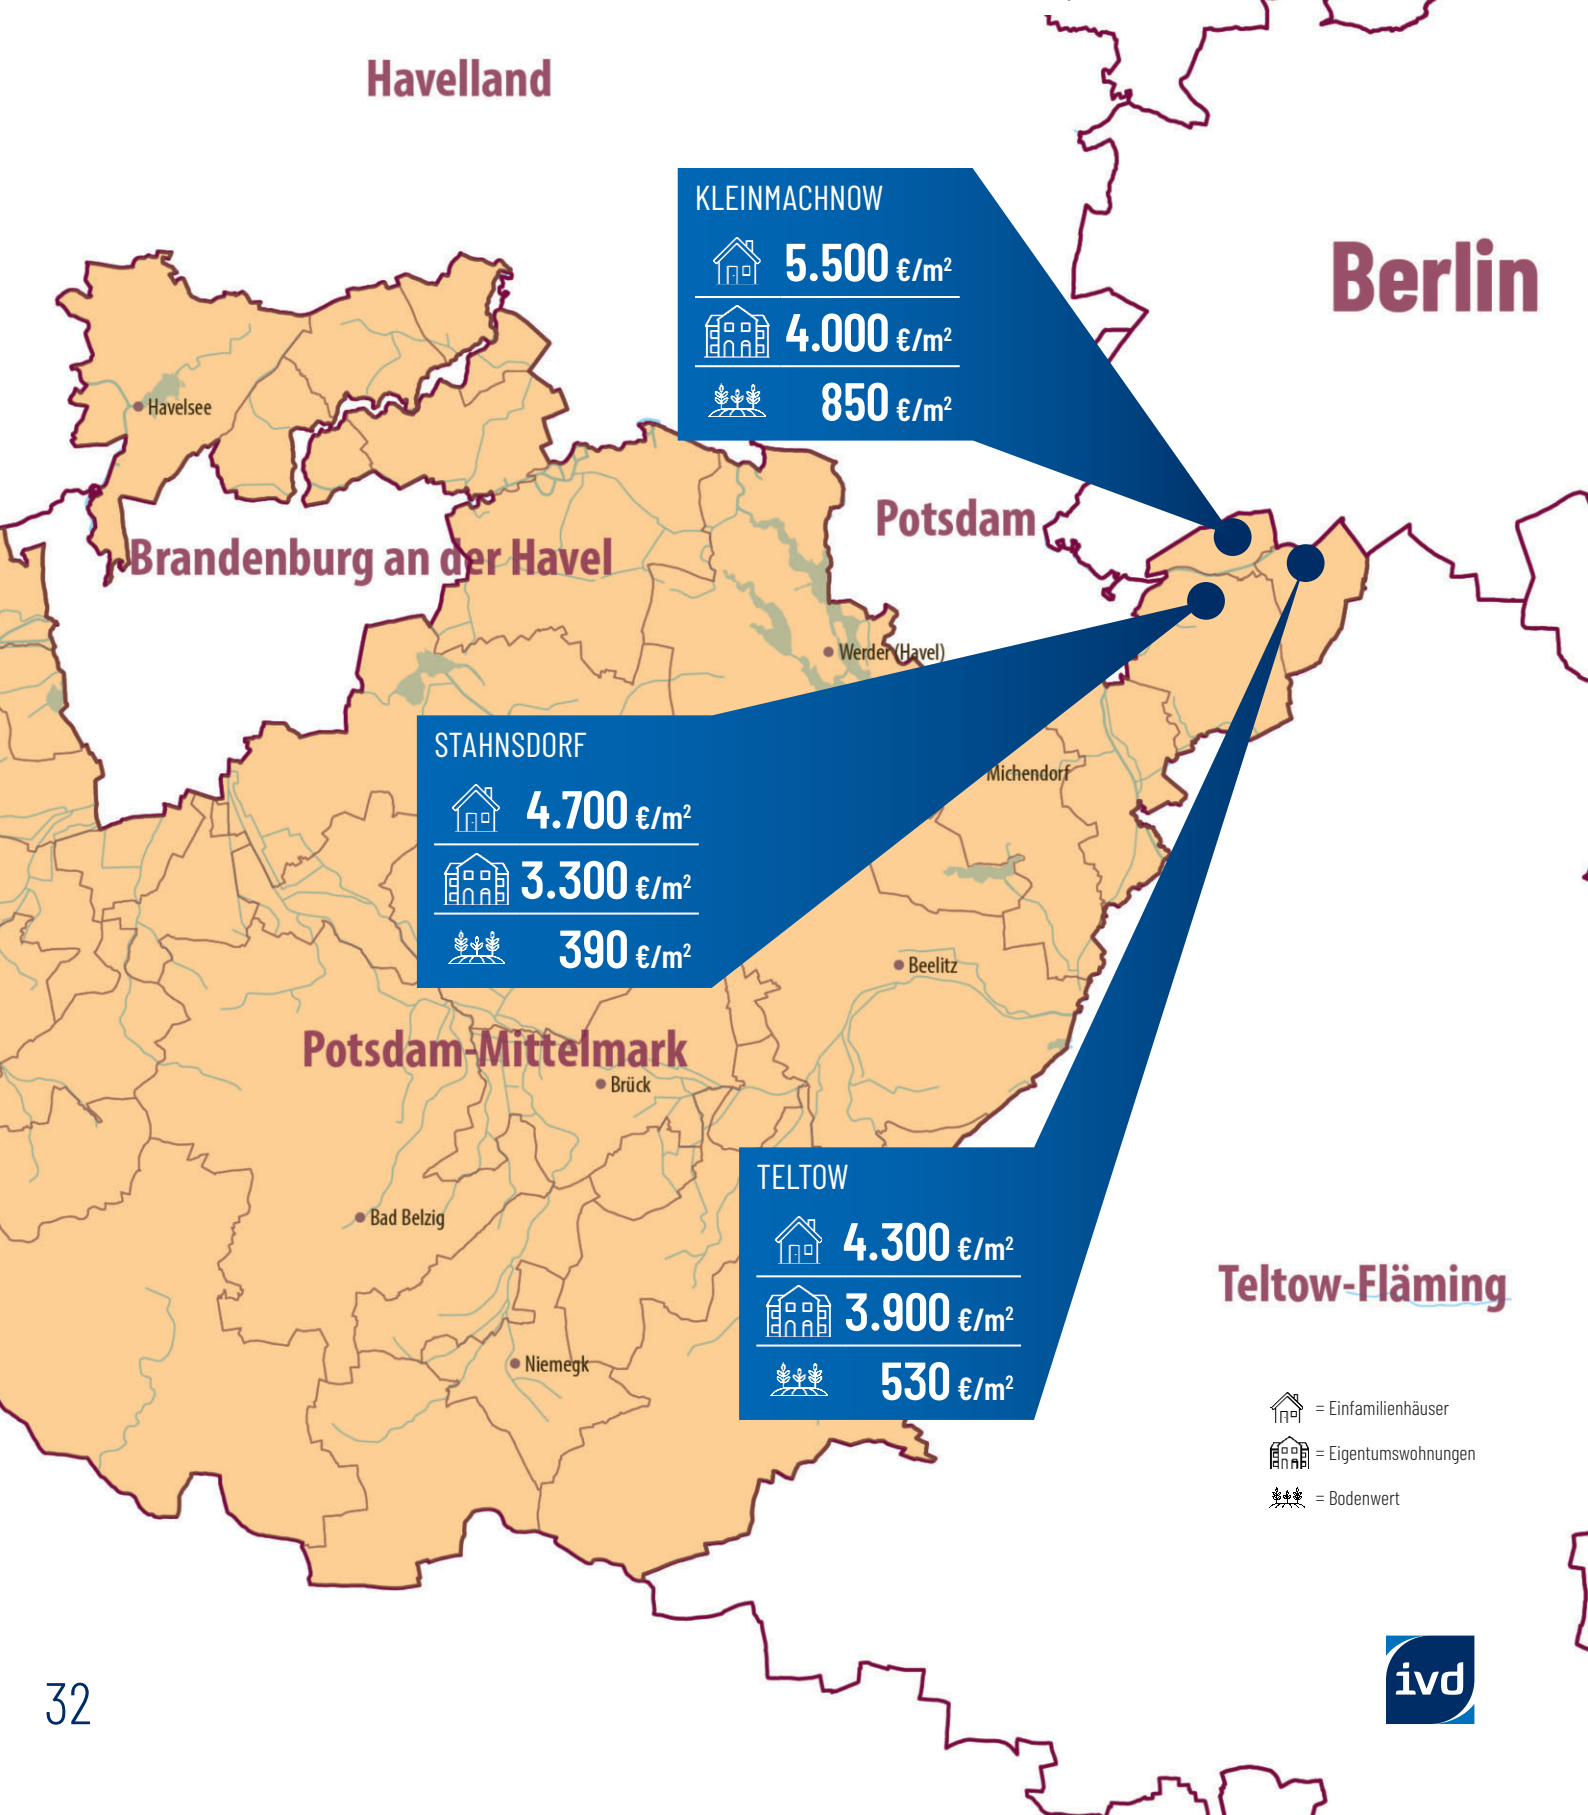 Havelland
KLEINMACHNOW
5.500 €/m²
4.000 €/m²
850 €/m²
Berlin
Havelsee
Potsdam
Brandenburg an der Havel
Werder (Havel)
STAHNSDORF
4.700 €/m²
3.300 €/m²
390 €/m²
Michendorf
Beelitz
Potsdam-Mittelmark
Brück
TELTOW
4.300 €/m²
3.900 €/m²
530 €/m²
Bad Belzig
Teltow-Fläming
Niemegk
= Einfamilienhäuser
= Eigentumswohnungen
= Bodenwert
32
ivd